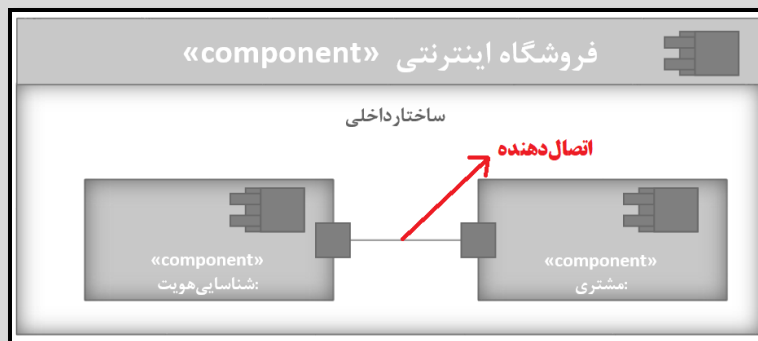 «component» فروشگاه اینترنتی
ساختارداخلی
اتصال‌دهنده
«component»
:شناسایی‌هویت
«component»
:مشتری